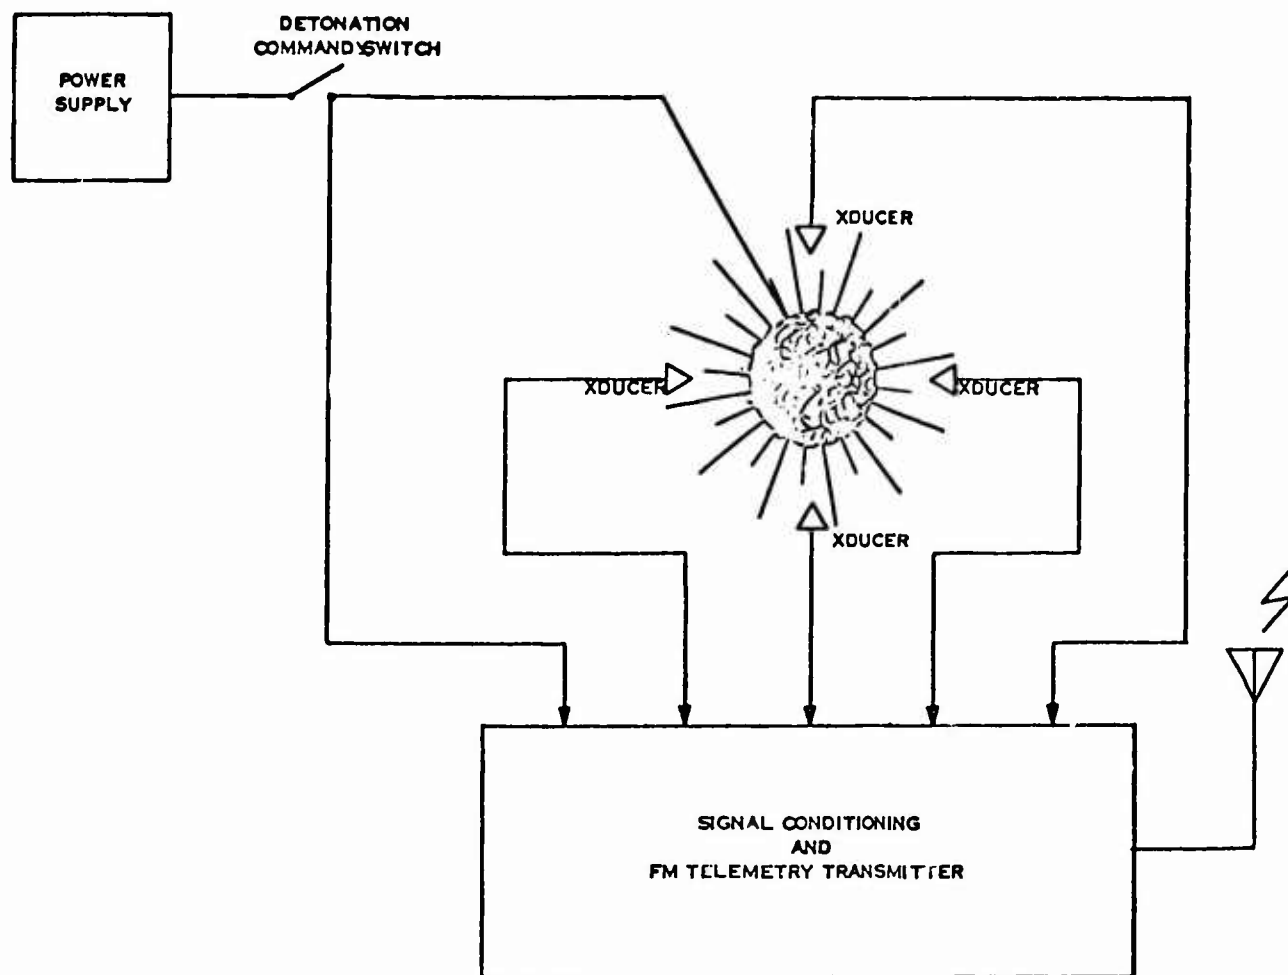 DETONATION
COMMAND SWITCH
POWER
SUPPLY
XDUCER
XDUCER
XDUCER
XDUCER
SIGNAL CONDITIONING
AND
FM TELEMETRY TRANSMITTER